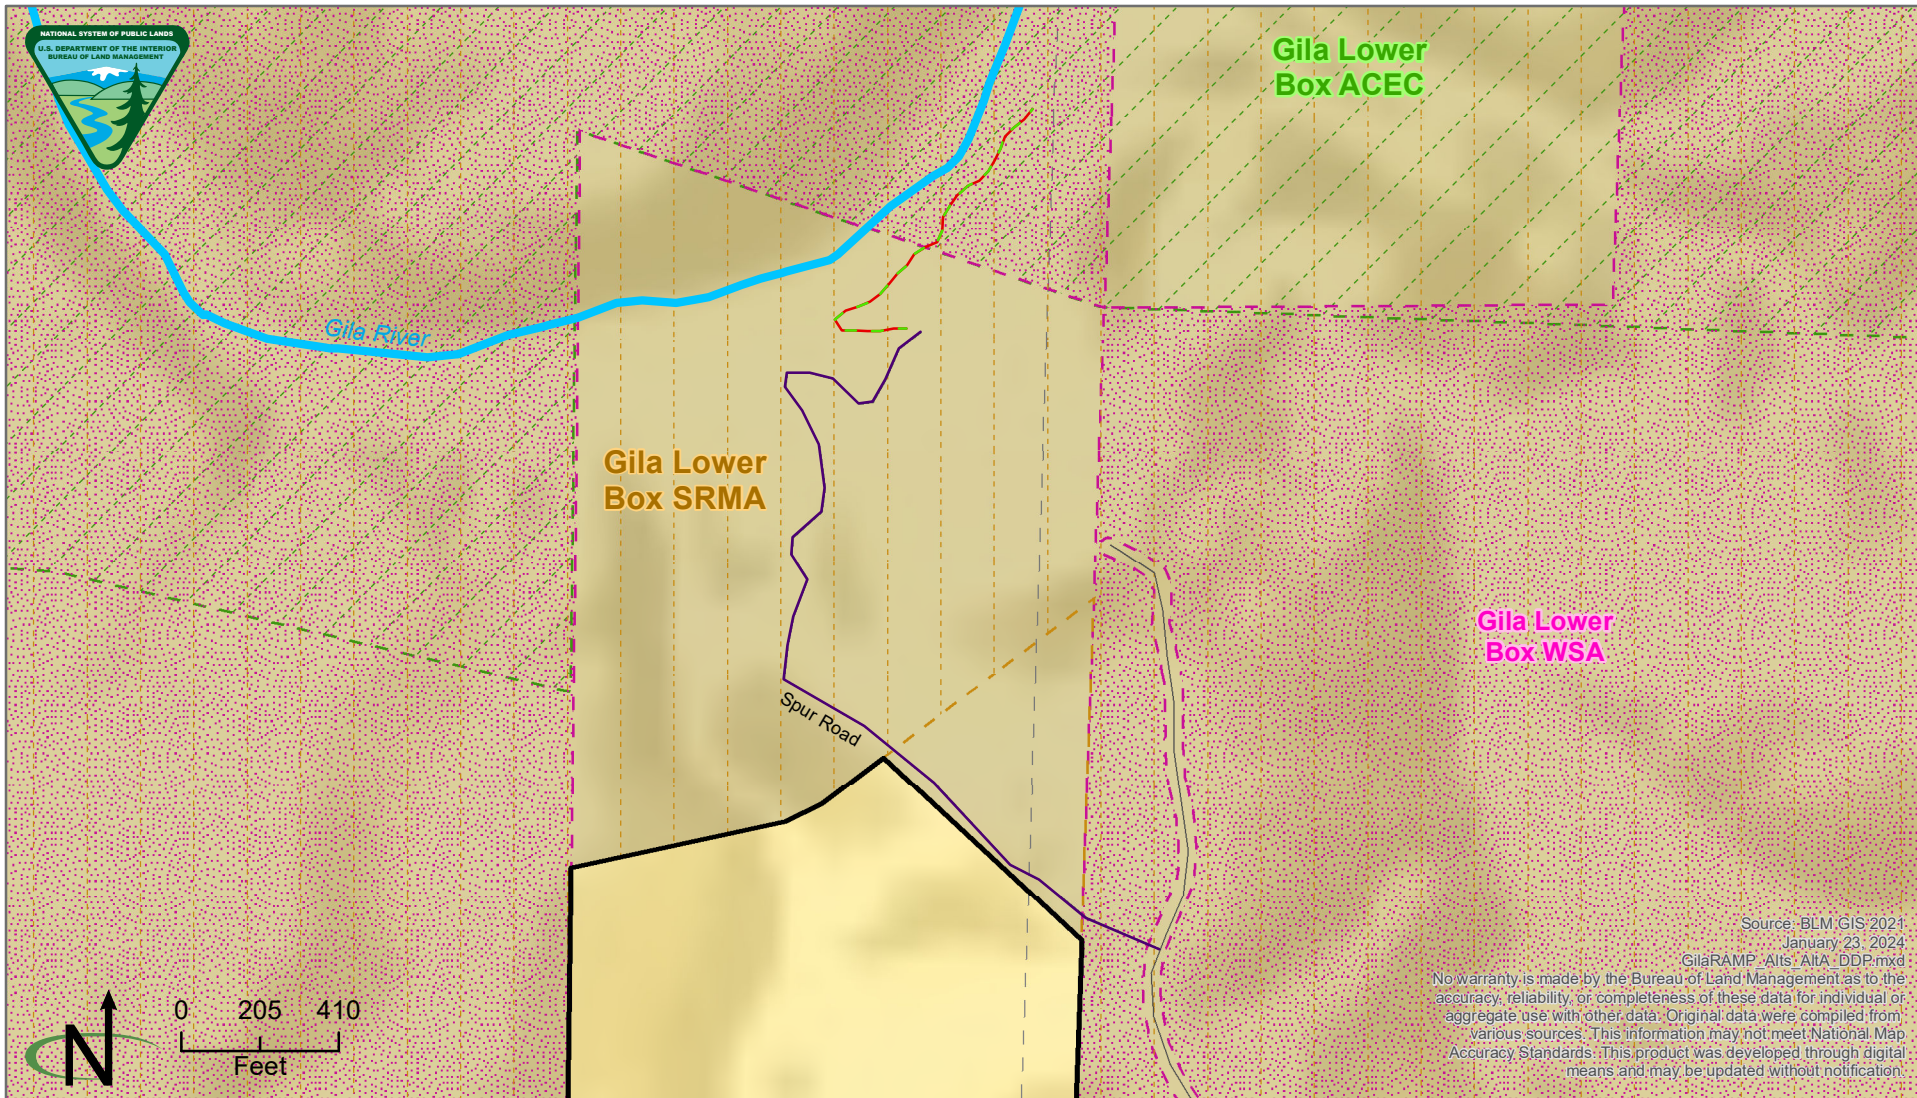 NATIONAL SYSTEM OF PUBLIC LANDS
U.S. DEPARTMENT OF THE INTERIOR
BUREAU OF LAND MANAGEMENT
Gila Lower
Box ACEC
Gila River
Gila Lower
Box SRMA
Gila Lower
Box WSA
Spur Road
0 205 410
Feet
N
Source: BLM GIS 2021
January 23, 2024
GilaRAMP_Alts_AltA_DDP.mxd
No warranty is made by the Bureau of Land Management as to the
accuracy, reliability, or completeness of these data for individual or
aggregate use with other data. Original data were compiled from
various sources. This information may not meet National Map
Accuracy Standards. This product was developed through digital
means and may be updated without notification.